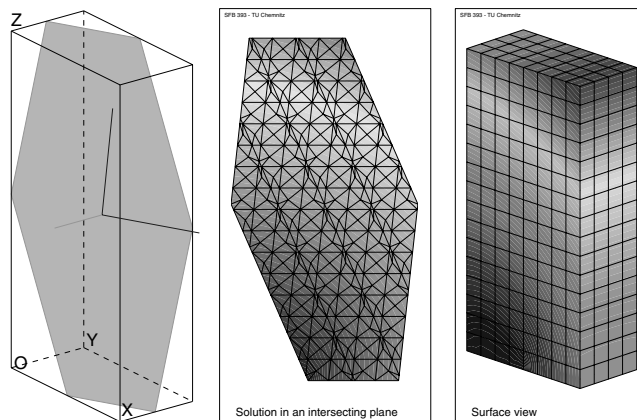 Z
Y
O
X
SFB 393 - TU Chemnitz
Solution in an intersecting plane
SFB 393 - TU Chemnitz
Surface view